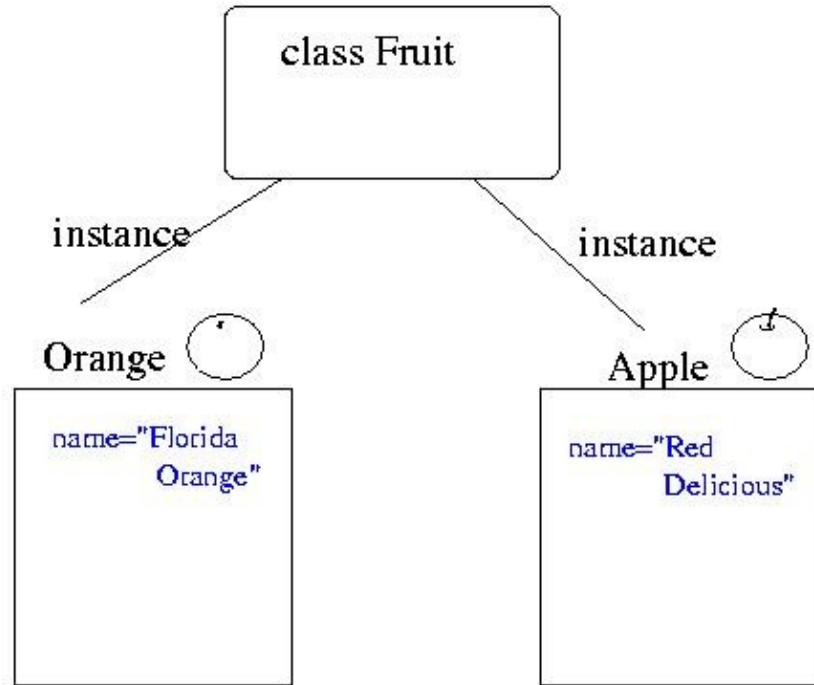 class Fruit
instance
instance
Orange
Apple
name="Florida
Orange"
name="Red
Delicious"